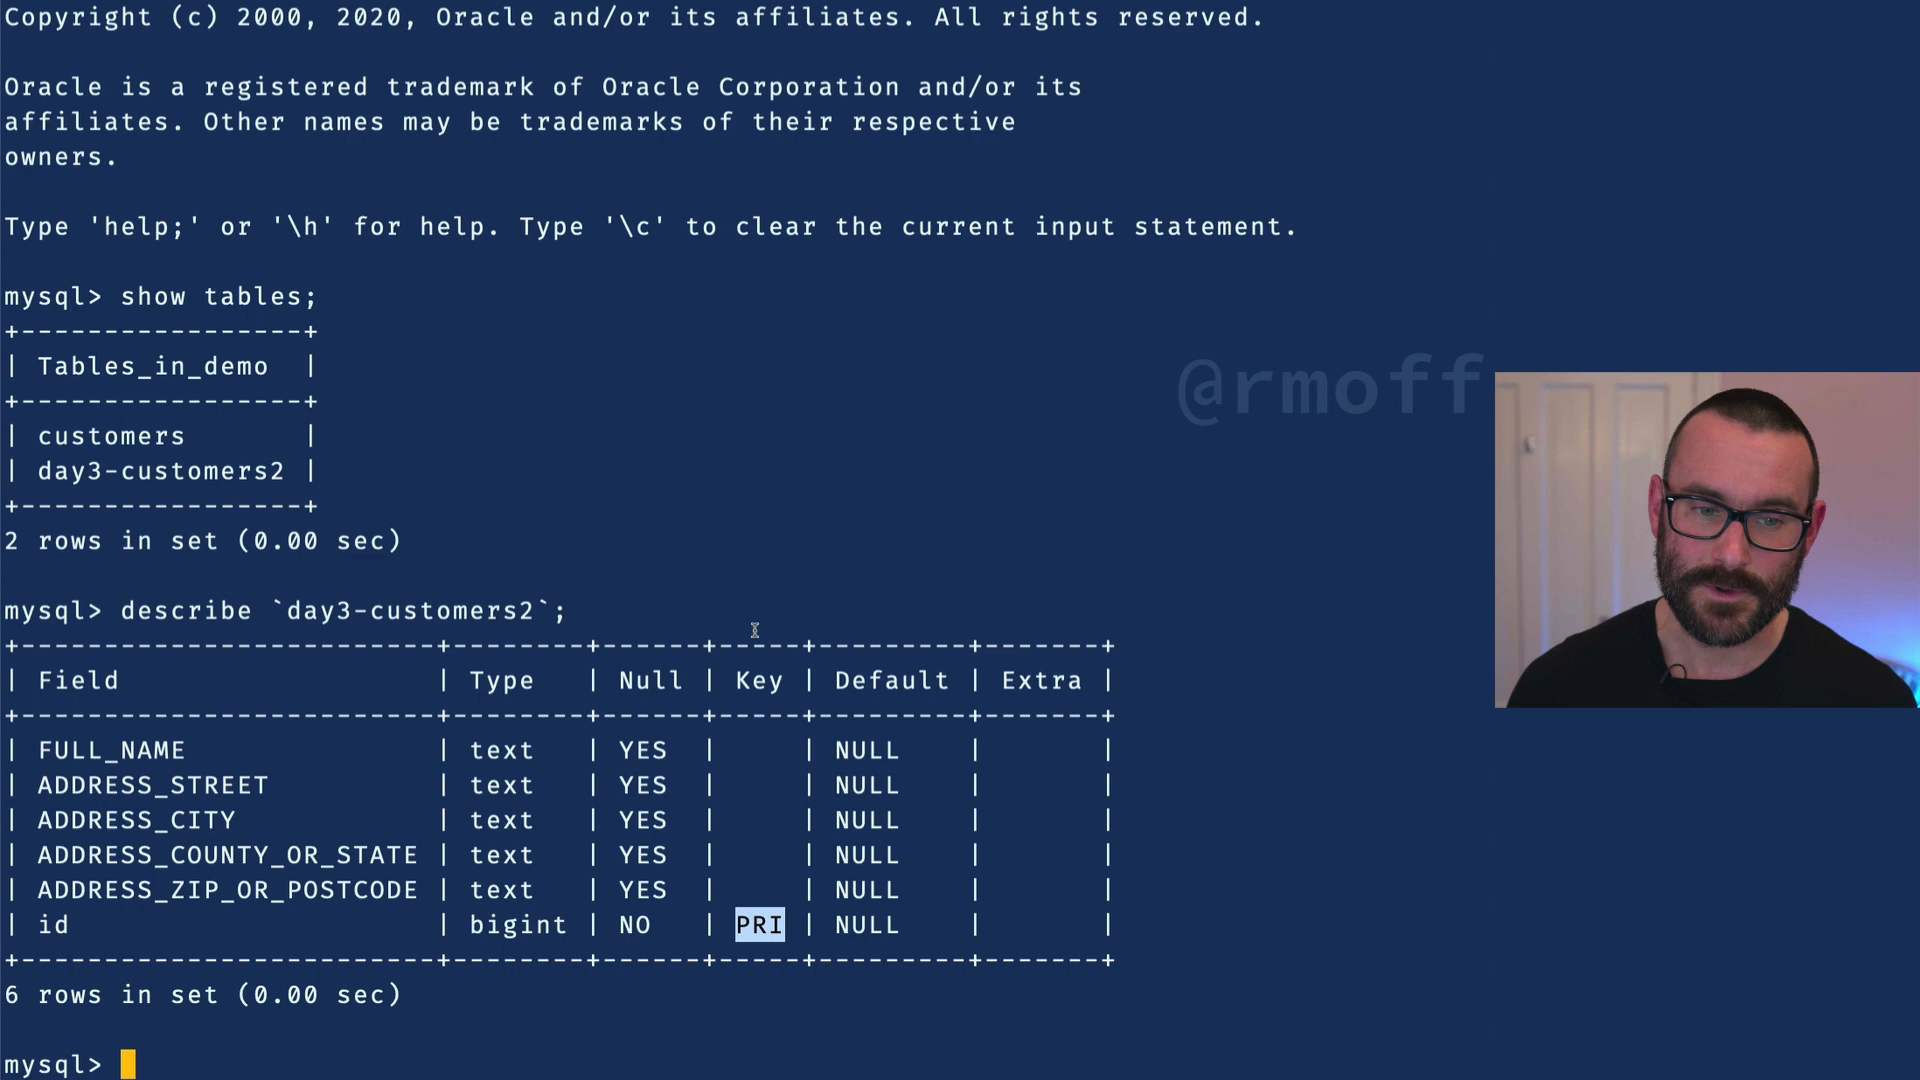 Copyright (c) 2000, 2020, Oracle and/or its affiliates. All rights reserved.
Oracle is a registered trademark of Oracle Corporation and/or its
affiliates. Other names may be trademarks of their respective
owners.
Type 'help;' or '\h' for help. Type '\c' to clear the current input statement.
mysql> show tables;
+-----------------+
| Tables_in_demo  |
+-----------------+
| customers       |
| day3-customers2 |
+-----------------+
2 rows in set (0.00 sec)
mysql> describe `day3-customers2`;
+-------------------------+--------+------+-----+---------+-------+
| Field                   | Type   | Null | Key | Default | Extra |
+-------------------------+--------+------+-----+---------+-------+
| FULL_NAME               | text   | YES  |     | NULL    |       |
| ADDRESS_STREET          | text   | YES  |     | NULL    |       |
| ADDRESS_CITY            | text   | YES  |     | NULL    |       |
| ADDRESS_COUNTY_OR_STATE | text   | YES  |     | NULL    |       |
| ADDRESS_ZIP_OR_POSTCODE | text   | YES  |     | NULL    |       |
| id                      | bigint | NO   | PRI | NULL    |       |
+-------------------------+--------+------+-----+---------+-------+
6 rows in set (0.00 sec)
mysql>
@rmoff